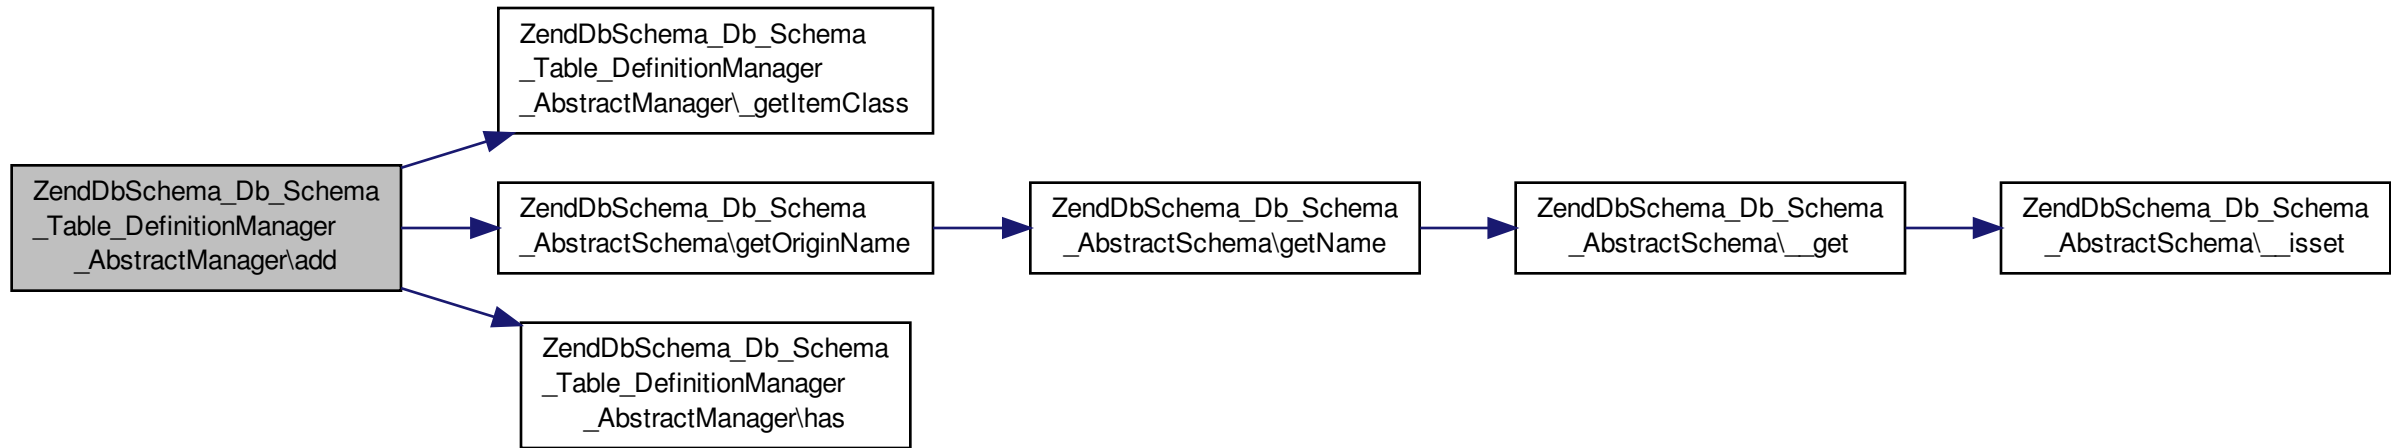 ZendDbSchema_Db_Schema
_Table_DefinitionManager
_AbstractManager\add
ZendDbSchema_Db_Schema
_Table_DefinitionManager
_AbstractManager\_getItemClass
ZendDbSchema_Db_Schema
_AbstractSchema\getOriginName
ZendDbSchema_Db_Schema
_AbstractSchema\getName
ZendDbSchema_Db_Schema
_AbstractSchema\__get
ZendDbSchema_Db_Schema
_AbstractSchema\__isset
ZendDbSchema_Db_Schema
_Table_DefinitionManager
_AbstractManager\has